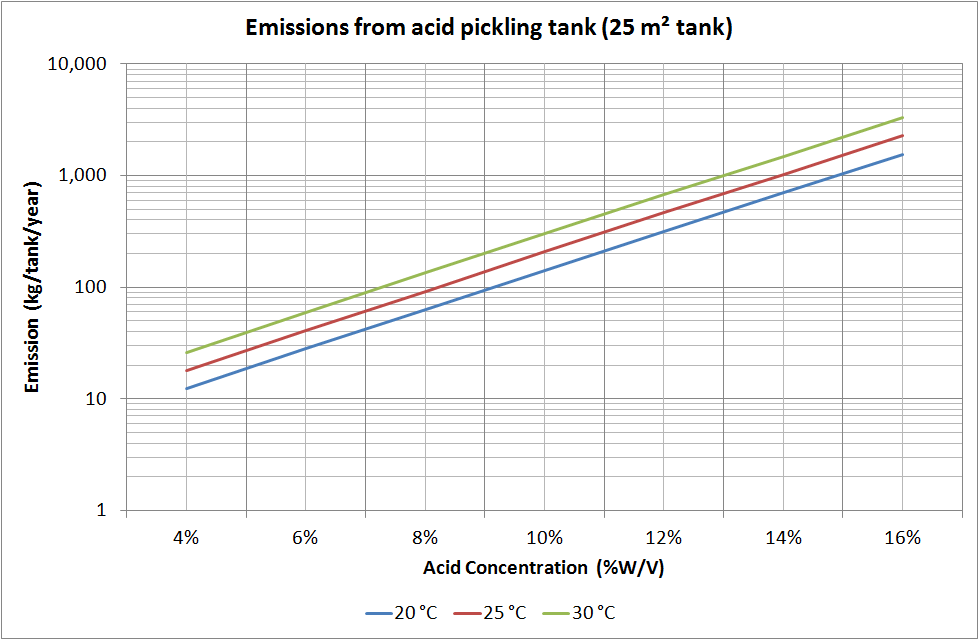 Emissions from acid pickling tank (25 m² tank)
10,000
1,000
100
10
1
Emission (kg/tank/year)
4% 6% 8% 10% 12% 14% 16%
Acid Concentration (%W/V)
20 °C 25 °C 30 °C